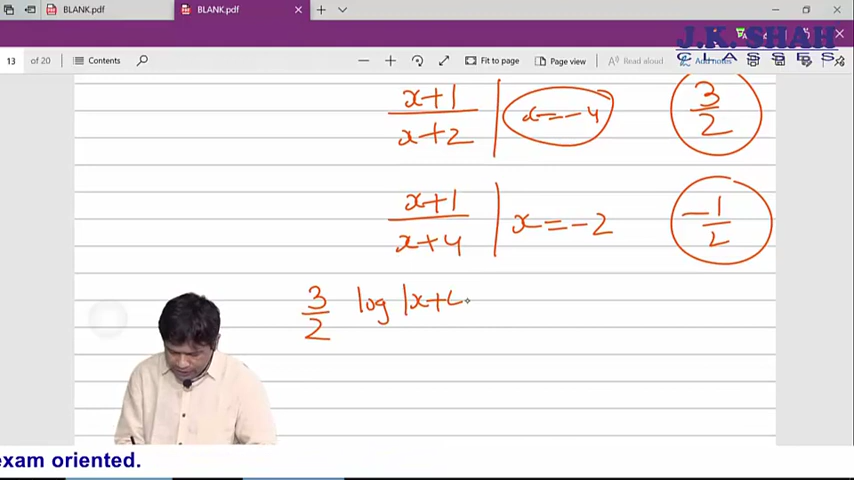 BLANK.pdf BLANK.pdf
J.K. SHAH
CLASSES
13 of 20 Contents Fit to page Page view Read aloud Add notes
x+1
x+2
x=-4
3
2
x+1
x+4
x=-2
-1
2
3
2
log |x+
exam oriented.